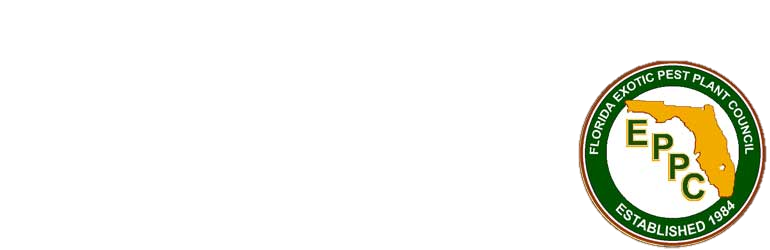 FLORIDA EXOTIC PEST PLANT COUNCIL
EPPC
ESTABLISHED 1984